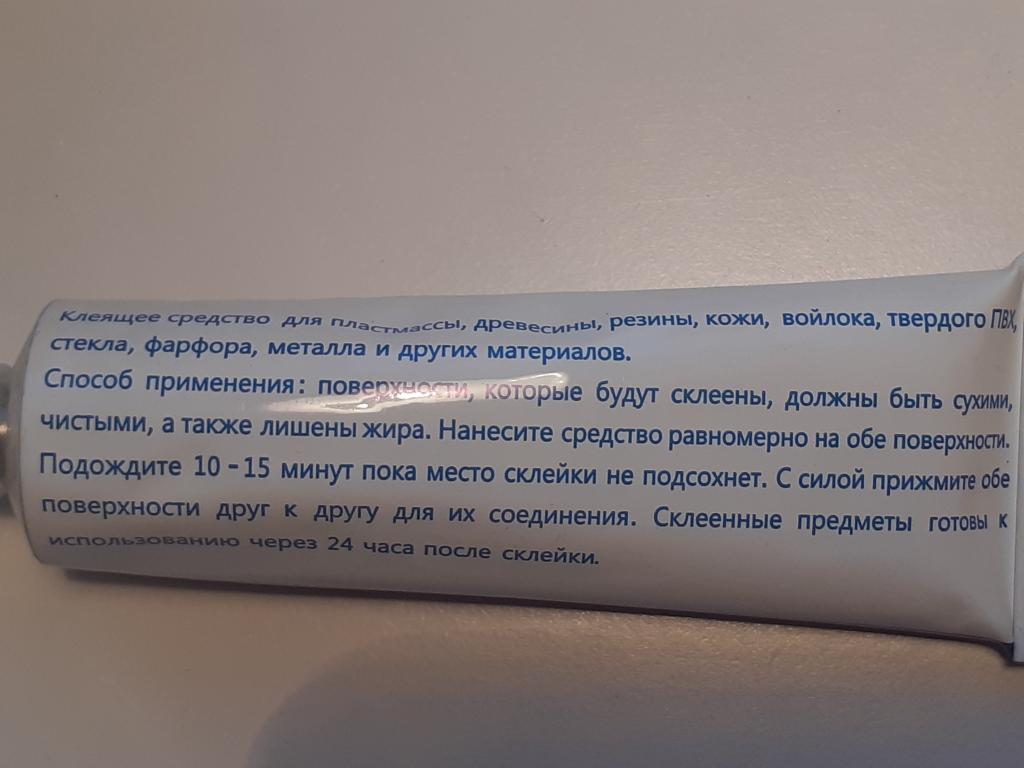 Клеящее средство для пластмассы, древесины, резины, кожи, войлока, твердого ПВХ,
стекла, фарфора, металла и других материалов.
Способ применения: поверхности, которые будут склеены, должны быть сухими,
чистыми, а также лишены жира. Нанесите средство равномерно на обе поверхности.
Подождите 10-15 минут пока место склейки не подсохнет. С силой прижмите обе
поверхности друг к другу для их соединения. Склеенные предметы готовы к
использованию через 24 часа после склейки.